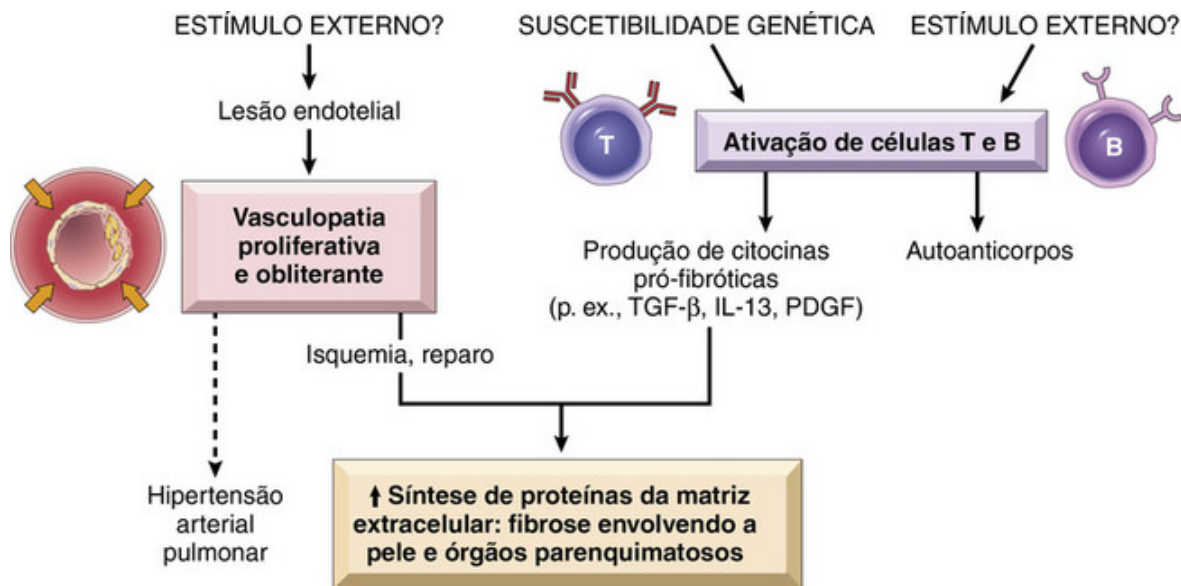 ESTÍMULO EXTERNO?
SUSCETIBILIDADE GENÉTICA
ESTÍMULO EXTERNO?
Lesão endotelial
T
Ativação de células T e B
B
Vasculopatia
proliferativa
e obliterante
Produção de citocinas
pró-fibróticas
(p. ex., TGF-β, IL-13, PDGF)
Autoanticorpos
Isquemia, reparo
Hipertensão
arterial
pulmonar
⬆ Síntese de proteínas da matriz
extracelular: fibrose envolvendo a
pele e órgãos parenquimatosos